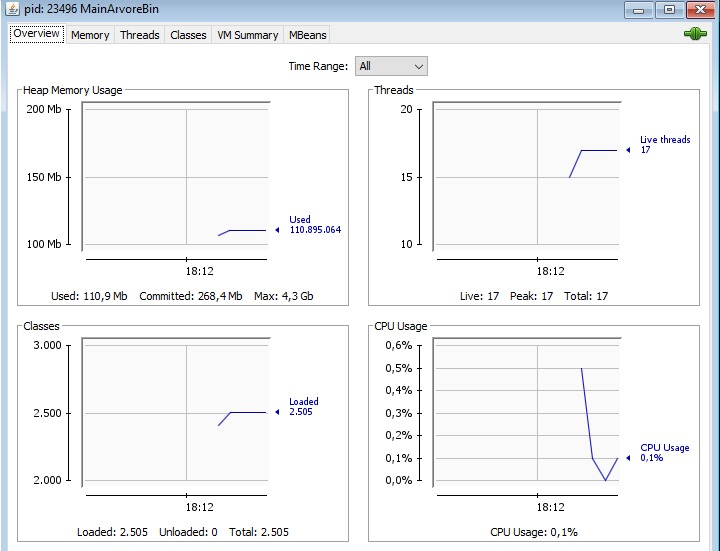 pid: 23496 MainArvoreBin
Overview Memory Threads Classes VM Summary MBeans
Time Range: All
Heap Memory Usage
200 Mb
150 Mb
100 Mb
Used
110.895.064
18:12
Used: 110,9 Mb Committed: 268,4 Mb Max: 4,3 Gb
Threads
20
15
10
Live threads
17
18:12
Live: 17 Peak: 17 Total: 17
Classes
3.000
2.500
2.000
Loaded
2.505
18:12
Loaded: 2.505 Unloaded: 0 Total: 2.505
CPU Usage
0,6%
0,5%
0,4%
0,3%
0,2%
0,1%
0,0%
CPU Usage
0,1%
18:12
CPU Usage: 0,1%